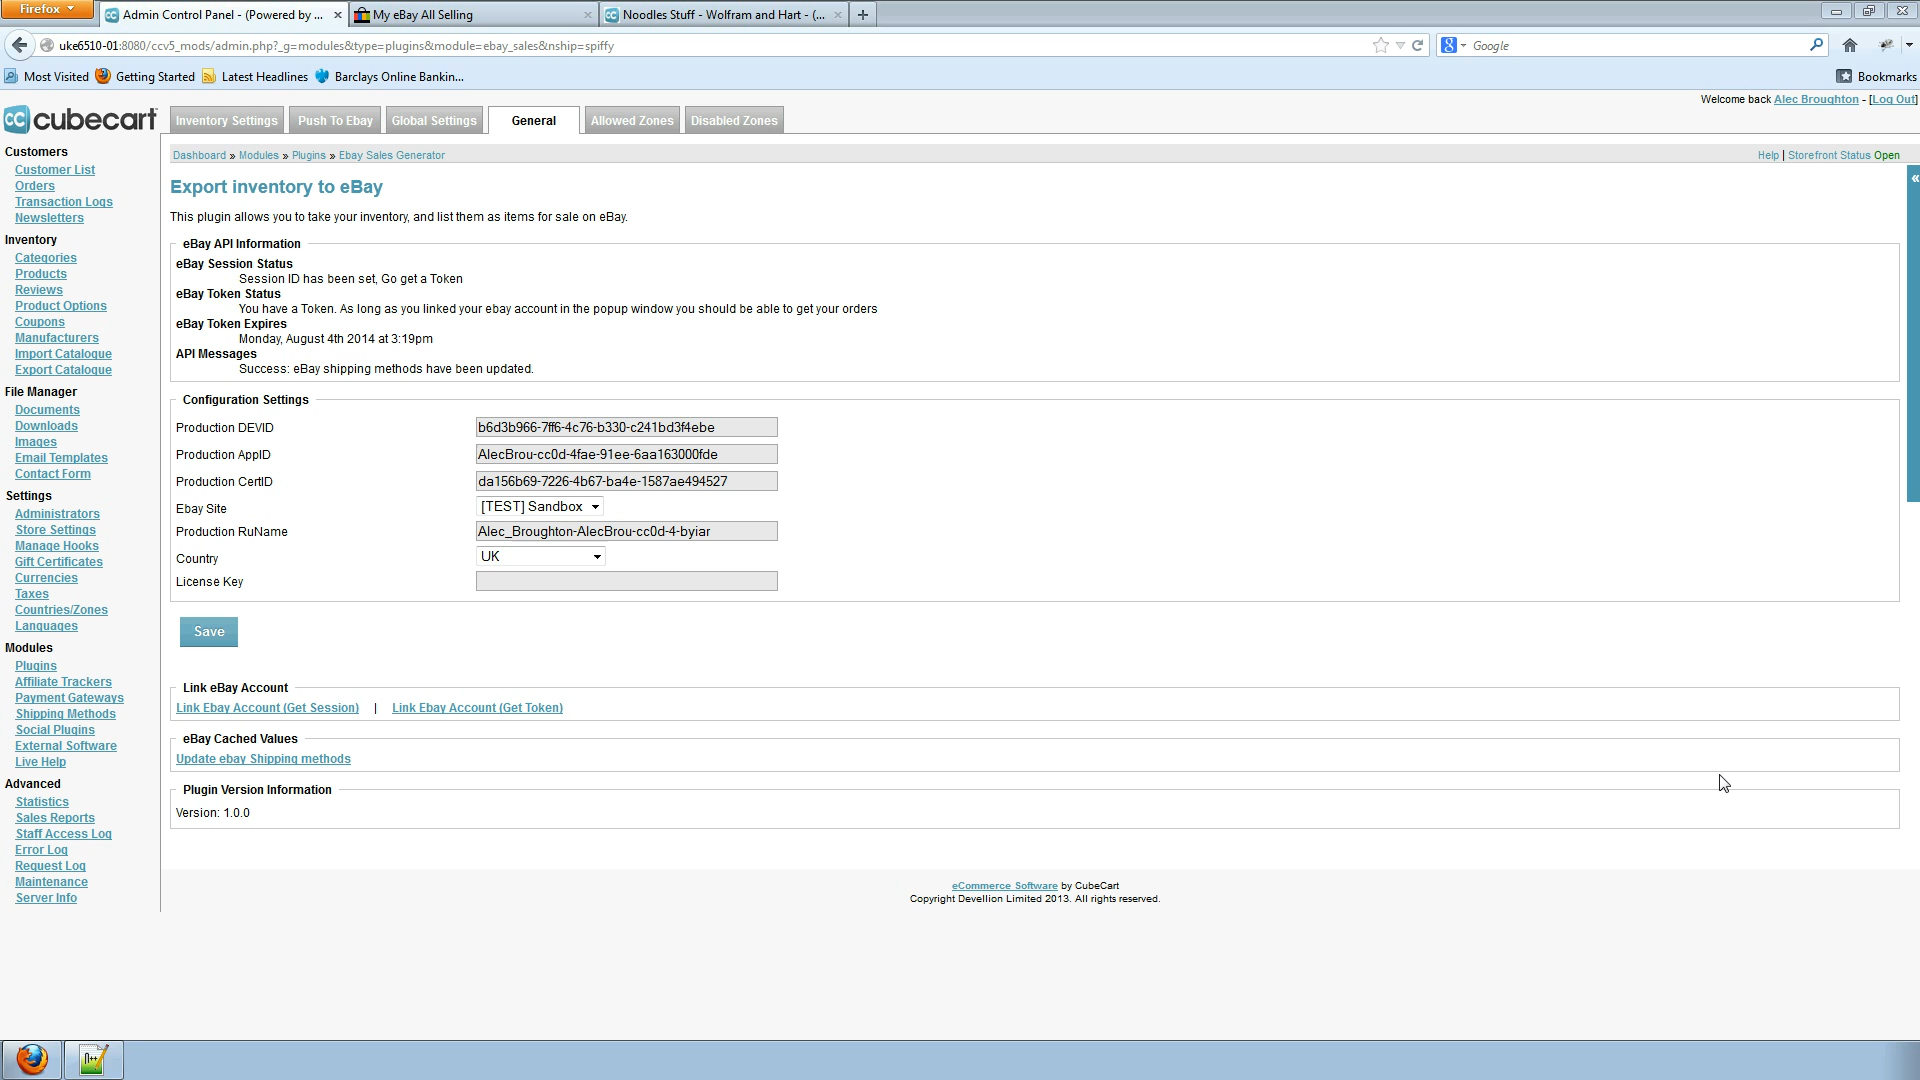 Firefox
Admin Control Panel - (Powered by ...
My eBay All Selling
Noodles Stuff - Wolfram and Hart - (...
uke6510-01:8080/ccv5_mods/admin.php?_g=modules&type=plugins&module=ebay_sales&nship=spiffy
Google
Most Visited
Getting Started
Latest Headlines
Barclays Online Bankin...
Bookmarks
Welcome back Alec Broughton - [Log Out]
cc cubecart
Inventory Settings
Push To Ebay
Global Settings
General
Allowed Zones
Disabled Zones
Dashboard » Modules » Plugins » Ebay Sales Generator
Help | Storefront Status Open
Customers
Customer List
Orders
Transaction Logs
Newsletters
Inventory
Categories
Products
Reviews
Product Options
Coupons
Manufacturers
Import Catalogue
Export Catalogue
File Manager
Documents
Downloads
Images
Email Templates
Contact Form
Settings
Administrators
Store Settings
Manage Hooks
Gift Certificates
Currencies
Taxes
Countries/Zones
Languages
Modules
Plugins
Affiliate Trackers
Payment Gateways
Shipping Methods
Social Plugins
External Software
Live Help
Advanced
Statistics
Sales Reports
Staff Access Log
Error Log
Request Log
Maintenance
Server Info
Export inventory to eBay
This plugin allows you to take your inventory, and list them as items for sale on eBay.
eBay API Information
eBay Session Status
Session ID has been set, Go get a Token
eBay Token Status
You have a Token. As long as you linked your ebay account in the popup window you should be able to get your orders
eBay Token Expires
Monday, August 4th 2014 at 3:19pm
API Messages
Success: eBay shipping methods have been updated.
Configuration Settings
Production DEVID b6d3b966-7ff6-4c76-b330-c241bd3f4ebe
Production AppID AlecBrou-cc0d-4fae-91ee-6aa163000fde
Production CertID da156b69-7226-4b67-ba4e-1587ae494527
Ebay Site [TEST] Sandbox
Production RuName Alec_Broughton-AlecBrou-cc0d-4-byiar
Country UK
License Key
Save
Link eBay Account
Link Ebay Account (Get Session) | Link Ebay Account (Get Token)
eBay Cached Values
Update ebay Shipping methods
Plugin Version Information
Version: 1.0.0
eCommerce Software by CubeCart
Copyright Devellion Limited 2013. All rights reserved.